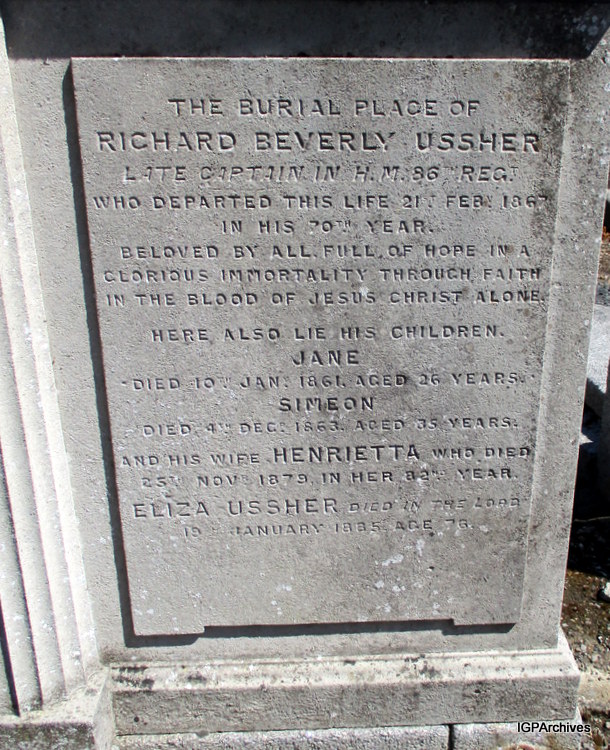 THE BURIAL PLACE OF
RICHARD BEVERLY USSHER
LATE CAPTAIN IN H.M. 86TH REGT
WHO DEPARTED THIS LIFE 21ST FEBY 1867
IN HIS 70TH YEAR.
BELOVED BY ALL, FULL OF HOPE IN A
GLORIOUS IMMORTALITY THROUGH FAITH
IN THE BLOOD OF JESUS CHRIST ALONE.
HERE ALSO LIE HIS CHILDREN.
JANE
DIED 10TH JANY 1861, AGED 26 YEARS.
SIMEON
DIED 4TH DECR 1863. AGED 35 YEARS.
AND HIS WIFE HENRIETTA WHO DIED
25TH NOVR 1879, IN HER 82ND YEAR.
ELIZA USSHER DIED IN THE LORD
19TH JANUARY 1885. AGE 76.
IGPArchives